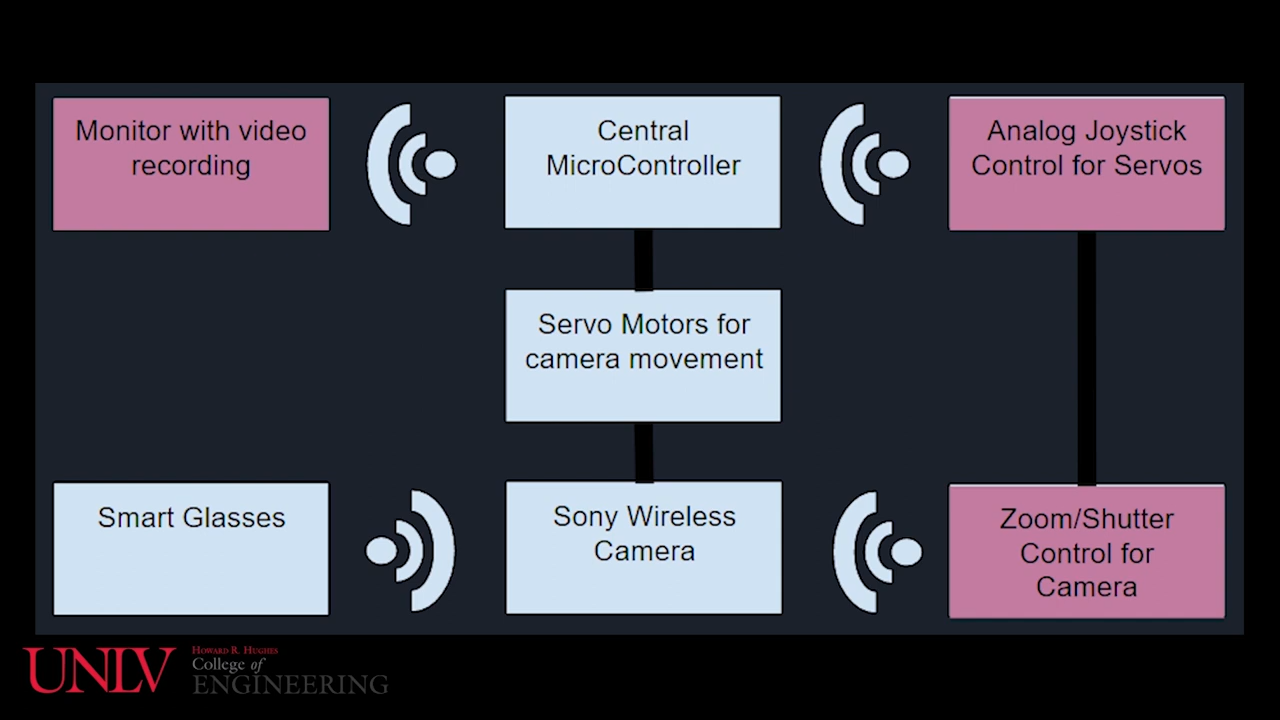 Monitor with video
recording
Central
MicroController
Analog Joystick
Control for Servos
Servo Motors for
camera movement
Smart Glasses
Sony Wireless
Camera
Zoom/Shutter
Control for
Camera
UNLV
HOWARD R. HUGHES
College of
ENGINEERING